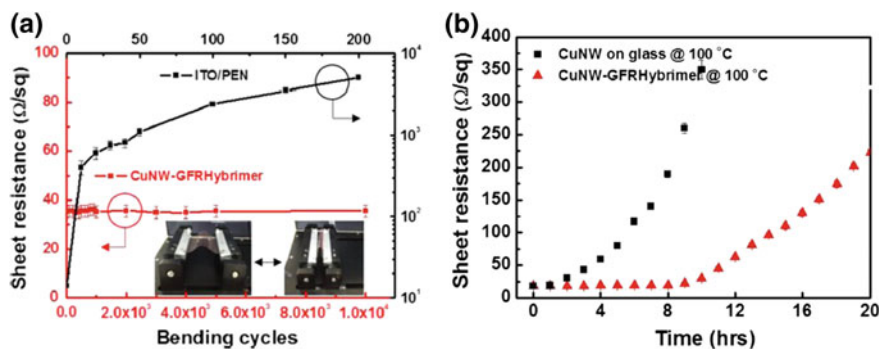 (a)
0 50 100 150 200
Sheet resistance (Ω/sq)
100
80
60
40
20
0
10⁴
10³
10²
10¹
ITO/PEN
CuNW-GFRHybrimer
0.0 2.0x10³ 4.0x10³ 6.0x10³ 8.0x10³ 1.0x10⁴
Bending cycles
(b)
Sheet resistance (Ω/sq)
400
350
300
250
200
150
100
50
0
CuNW on glass @ 100 °C
CuNW-GFRHybrimer @ 100 °C
0 4 8 12 16 20
Time (hrs)